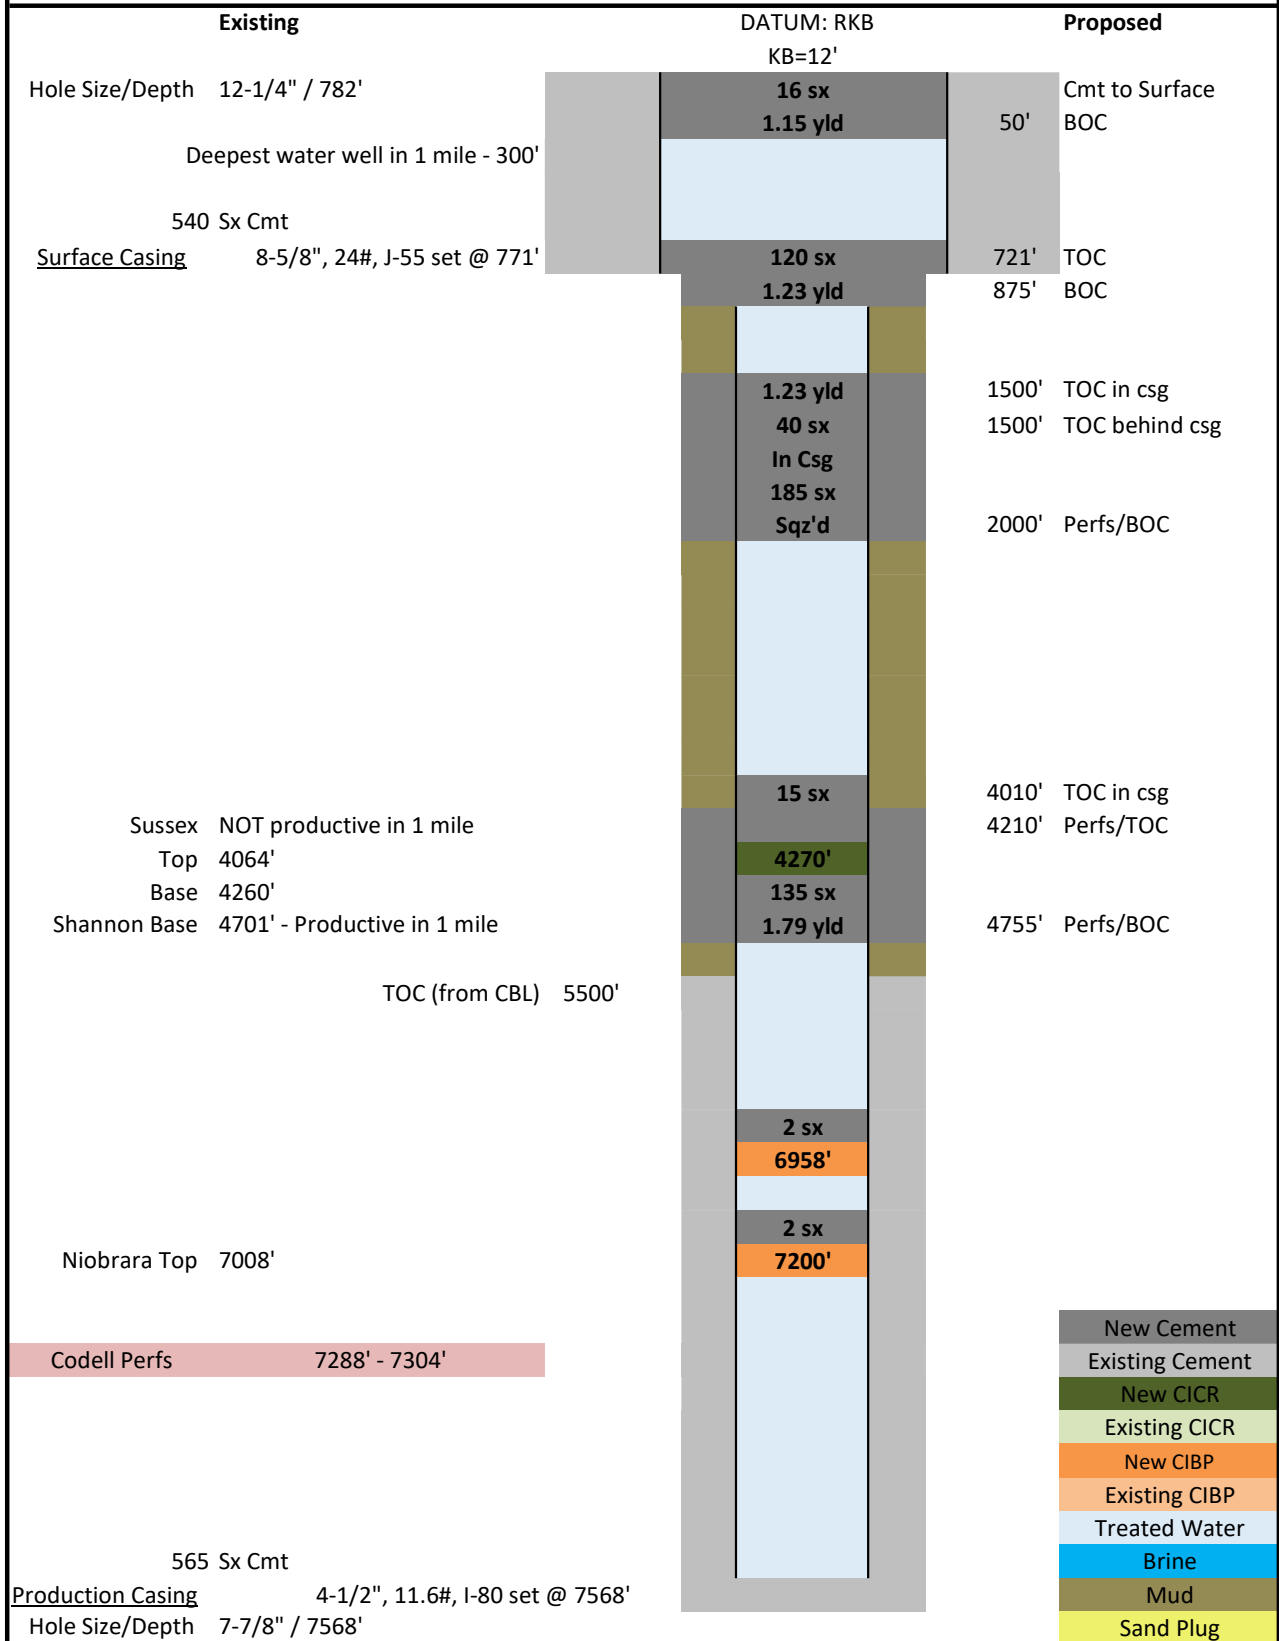 Existing DATUM: RKB Proposed
KB=12'
Hole Size/Depth 12-1/4" / 782' 16 sx Cmt to Surface
1.15 yld 50' BOC
Deepest water well in 1 mile - 300'
540 Sx Cmt
Surface Casing 8-5/8", 24#, J-55 set @ 771' 120 sx 721' TOC
1.23 yld 875' BOC
1.23 yld 1500' TOC in csg
40 sx 1500' TOC behind csg
In Csg
185 sx
Sqz'd 2000' Perfs/BOC
15 sx 4010' TOC in csg
Sussex NOT productive in 1 mile 4210' Perfs/TOC
Top 4064' 4270'
Base 4260' 135 sx
Shannon Base 4701' - Productive in 1 mile 1.79 yld 4755' Perfs/BOC
TOC (from CBL) 5500'
2 sx
6958'
2 sx
Niobrara Top 7008' 7200'
New Cement
Codell Perfs 7288' - 7304' Existing Cement
New CICR
Existing CICR
New CIBP
Existing CIBP
Treated Water
565 Sx Cmt Brine
Production Casing 4-1/2", 11.6#, I-80 set @ 7568' Mud
Hole Size/Depth 7-7/8" / 7568' Sand Plug